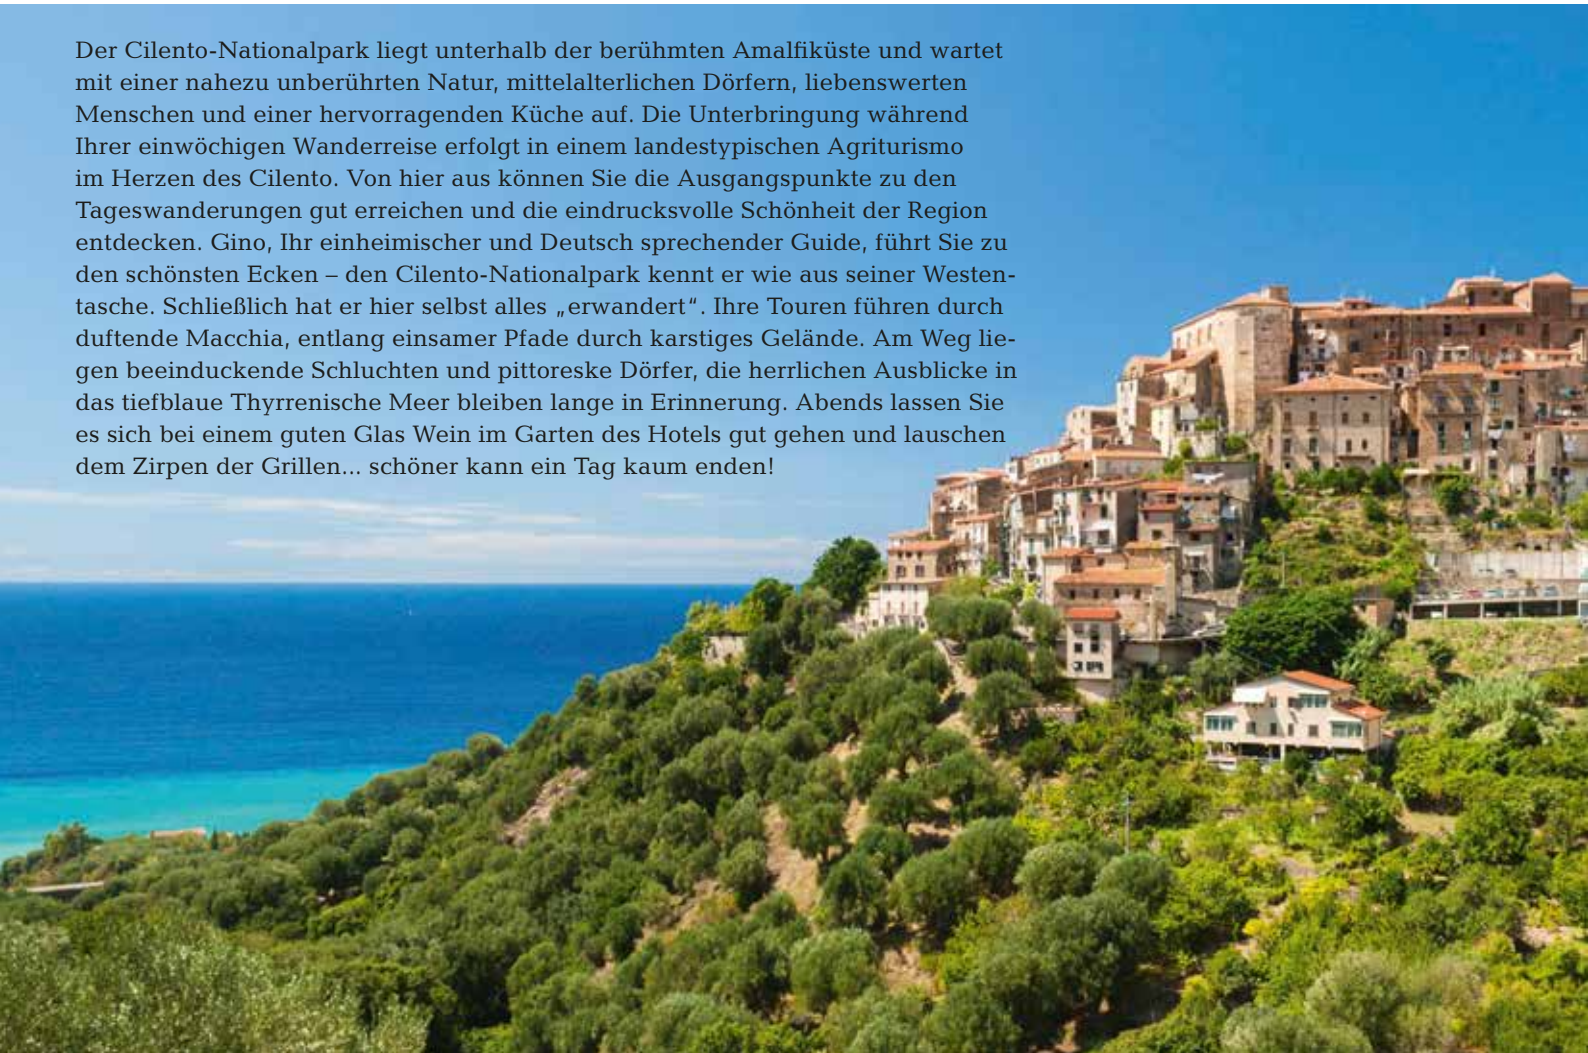 Der Cilento-Nationalpark liegt unterhalb der berühmten Amalfiküste und wartet
mit einer nahezu unberührten Natur, mittelalterlichen Dörfern, liebenswerten
Menschen und einer hervorragenden Küche auf. Die Unterbringung während
Ihrer einwöchigen Wanderreise erfolgt in einem landestypischen Agriturismo
im Herzen des Cilento. Von hier aus können Sie die Ausgangspunkte zu den
Tageswanderungen gut erreichen und die eindrucksvolle Schönheit der Region
entdecken. Gino, Ihr einheimischer und Deutsch sprechender Guide, führt Sie zu
den schönsten Ecken – den Cilento-Nationalpark kennt er wie aus seiner Westen-
tasche. Schließlich hat er hier selbst alles „erwandert“. Ihre Touren führen durch
duftende Macchia, entlang einsamer Pfade durch karstiges Gelände. Am Weg lie-
gen beeinduckende Schluchten und pittoreske Dörfer, die herrlichen Ausblicke in
das tiefblaue Thyrrenische Meer bleiben lange in Erinnerung. Abends lassen Sie
es sich bei einem guten Glas Wein im Garten des Hotels gut gehen und lauschen
dem Zirpen der Grillen... schöner kann ein Tag kaum enden!